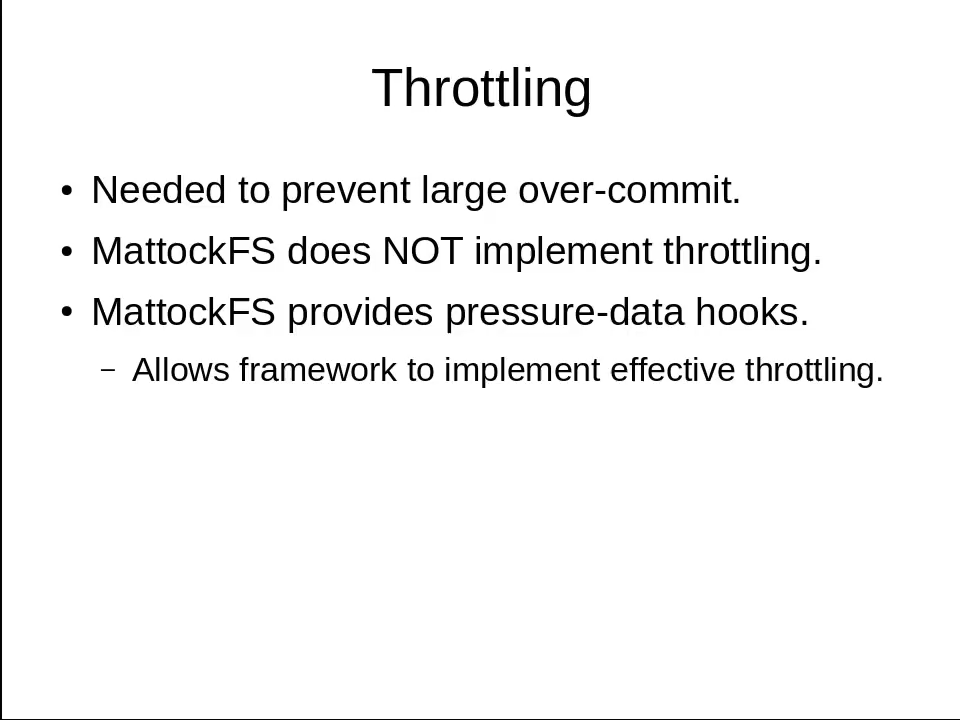 Throttling
● Needed to prevent large over-commit.
● MattockFS does NOT implement throttling.
● MattockFS provides pressure-data hooks.
– Allows framework to implement effective throttling.